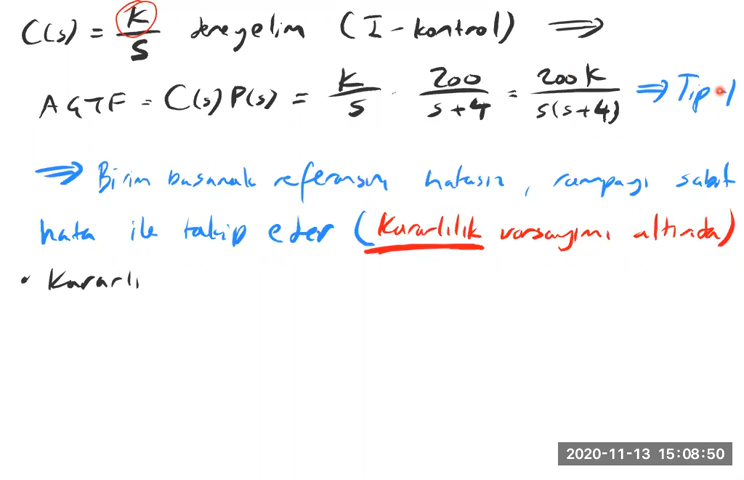 C(s) = K/s deneyelim (I-kontrol) ⟹
AGTF = C(s)P(s) = K/s · 200/(s+4) = 200K/(s(s+4)) ⟹ Tip-1
⟹ Birim basamak referansını hatasız, rampayı sabit
hata ile takip eder (Kararlılık varsayımı altında)
• Kararlı
2020-11-13 15:08:50